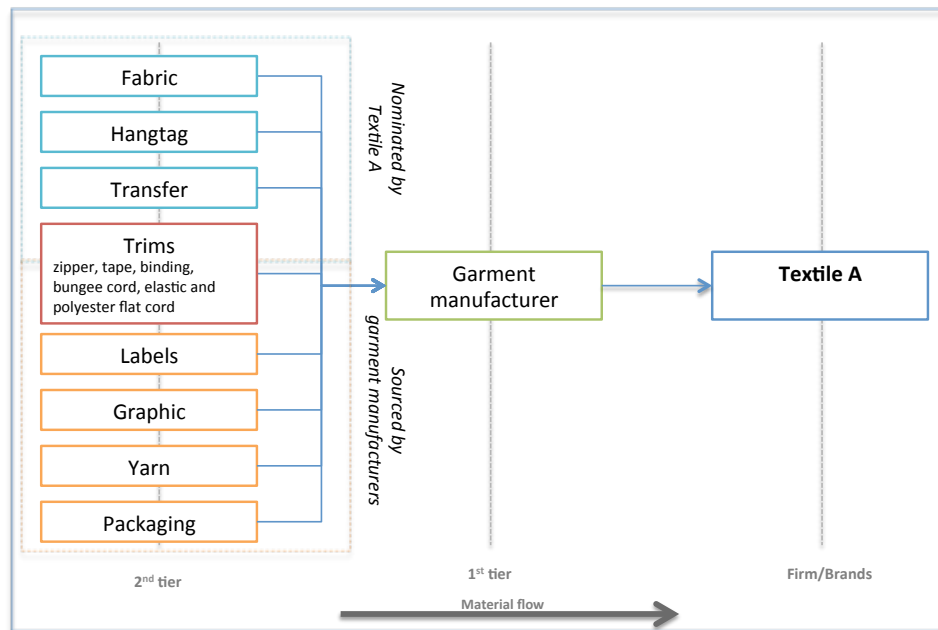 Fabric
Hangtag
Transfer
Trims
zipper, tape, binding,
bungee cord, elastic and
polyester flat cord
Labels
Graphic
Yarn
Packaging
Nominated by
Textile A
Sourced by
garment manufacturers
Garment
manufacturer
Textile A
2nd tier
1st tier
Firm/Brands
Material flow